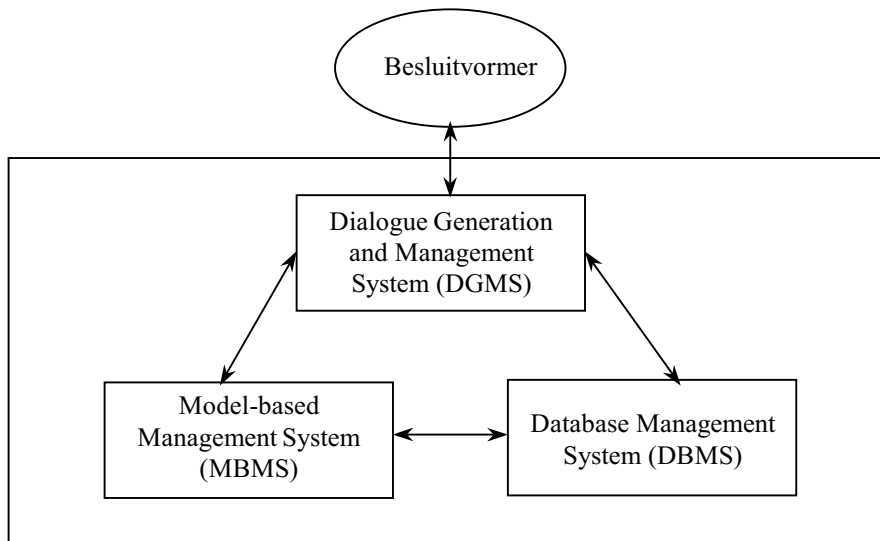 Besluitvormer
Dialogue Generation
and Management
System (DGMS)
Model-based
Management System
(MBMS)
Database Management
System (DBMS)